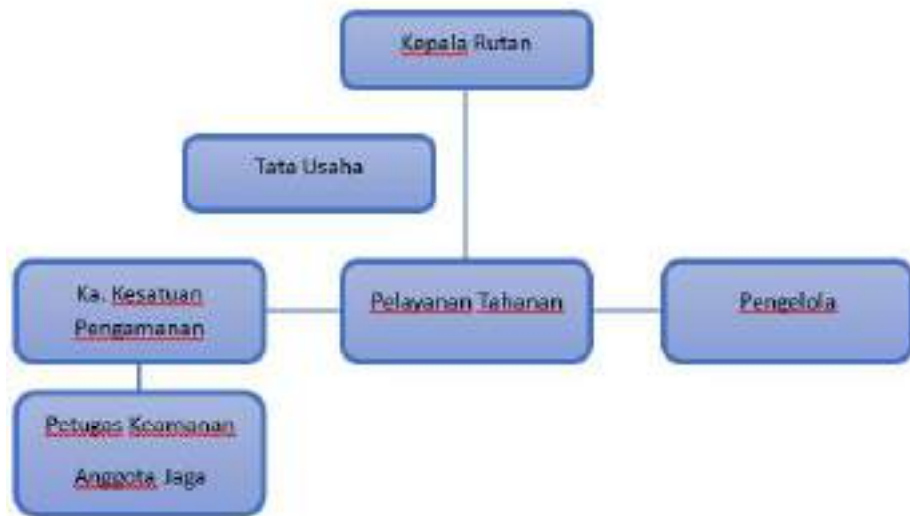 Kepala Rutan
Tata Usaha
Ka. Kesatuan
Pengamanan
Pelayanan Tahanan
Pengelola
Petugas Keamanan
Anggota Jaga